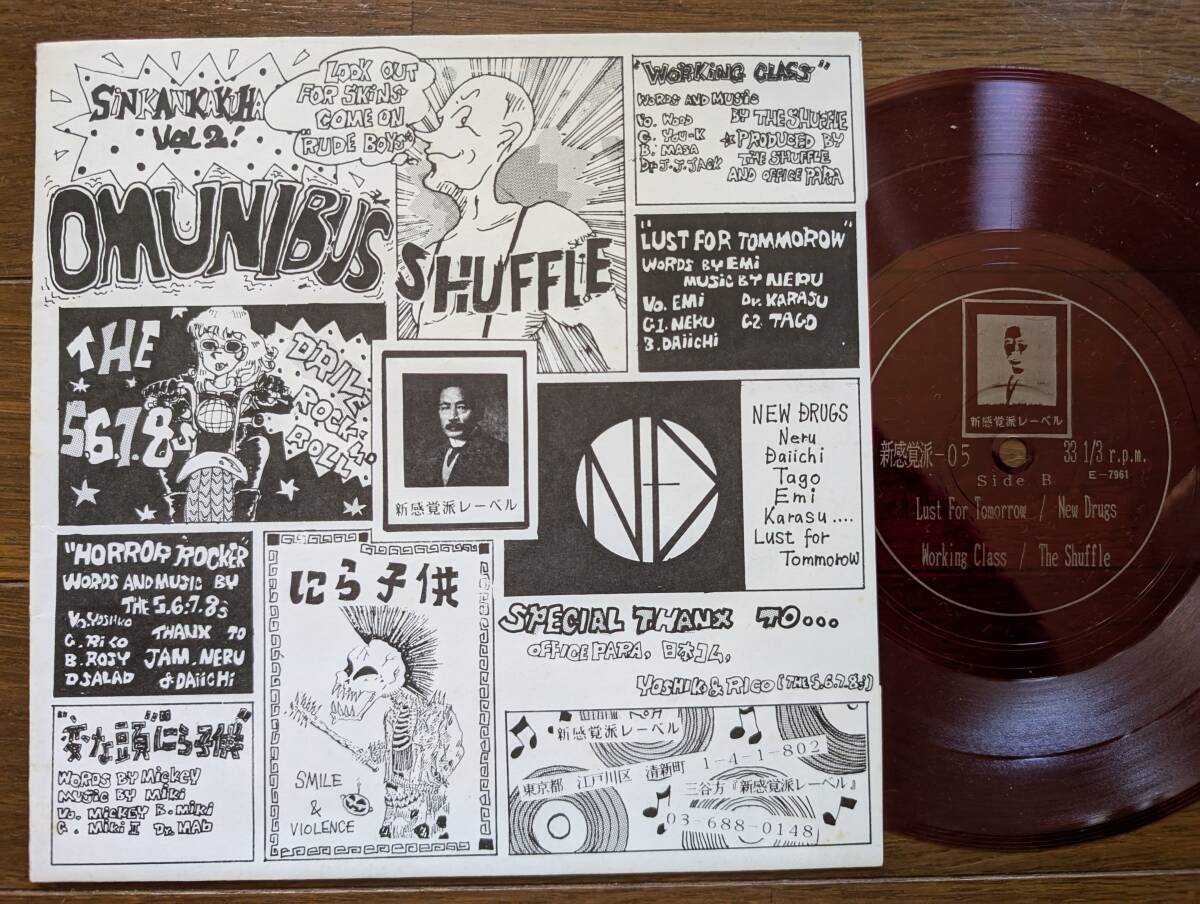 SiNKANKAKUHA
VOL 2!
OMUNIBU'S
LOOK OUT
FOR SKINS
COME ON
"RUDE BOYS"
SHUFFLE
"WORKING CLASS"
WORDS AND MUSIC
BY THE SHUFFLE
Vo. WORD
G. YOU-K
B. MASA
Dr J.J. JACK
☆PRODUCED BY
THE SHUFFLE
AND OFFICE PAPA
"LUST FOR TOMMOROW"
WORDS BY EMi
MUSIC BY NERU
Vo. EMi
Dr. KARASU
G1. NEKU
G2. TAGO
B. DAiiCHi
THE
5.6.7.8s
DRIVE
ROCK'N
ROLL
新感覚派レーベル
NEW DRUGS
Neru
Daiichi
Tago
Emi
Karasu....
Lust for
Tommorow
"HORROR ROCKER"
WORDS AND MUSIC BY
THE 5.6.7.8s
Vo. YOSHIKO
G. RiCO
B. ROSY
D SALAD
THANX TO
JAM. NERU
& DAiiCHi
にら子供
SMILE
&
VIOLENCE
"変な頭" にら子供"
WORDS BY MiCKEY
MUSIC BY MiKi
Vo. MiCKEY B. MiKi
G. MiKi II Dr. MAD
SPECIAL THANX TO...
OFFICE PAPA, 日本コム,
YOSHIKO & RICO (THE 5.6.7.8s)
新感覚派レーベル
東京都 江戸川区 清新町 1-4-1-802
三谷方『新感覚派レーベル』
03-688-0148
新感覚派レーベル
新感覚派-05
33 1/3 r.p.m.
E-7961
Side B
Lust For Tomorrow / New Drugs
Working Class / The Shuffle